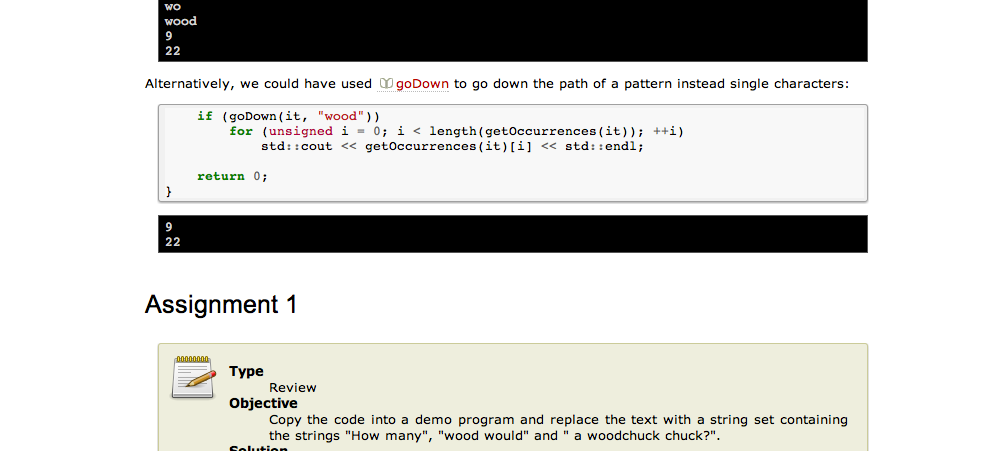 wo
wood
9
22
Alternatively, we could have used goDown to go down the path of a pattern instead single characters:
if (goDown(it, "wood"))
for (unsigned i = 0; i < length(getOccurrences(it)); ++i)
std::cout << getOccurrences(it)[i] << std::endl;
return 0;
}
9
22
Assignment 1
Type
Review
Objective
Copy the code into a demo program and replace the text with a string set containing
the strings "How many", "wood would" and " a woodchuck chuck?".
Solution